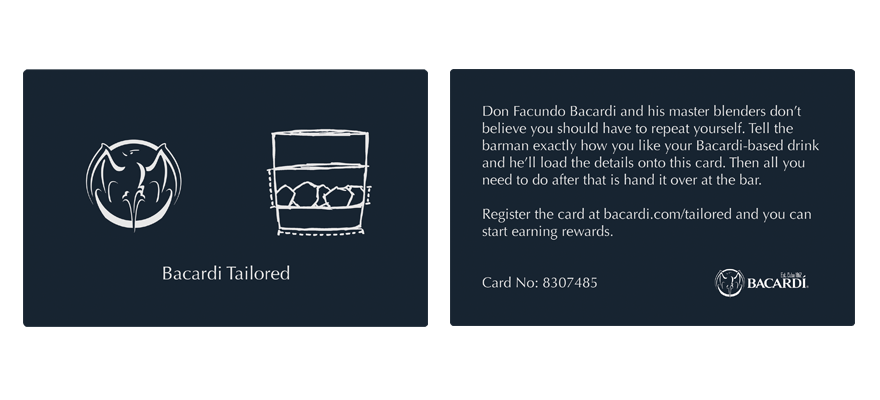 Bacardi Tailored
Don Facundo Bacardi and his master blenders don't
believe you should have to repeat yourself. Tell the
barman exactly how you like your Bacardi-based drink
and he'll load the details onto this card. Then all you
need to do after that is hand it over at the bar.
Register the card at bacardi.com/tailored and you can
start earning rewards.
Card No: 8307485
BACARDÍ